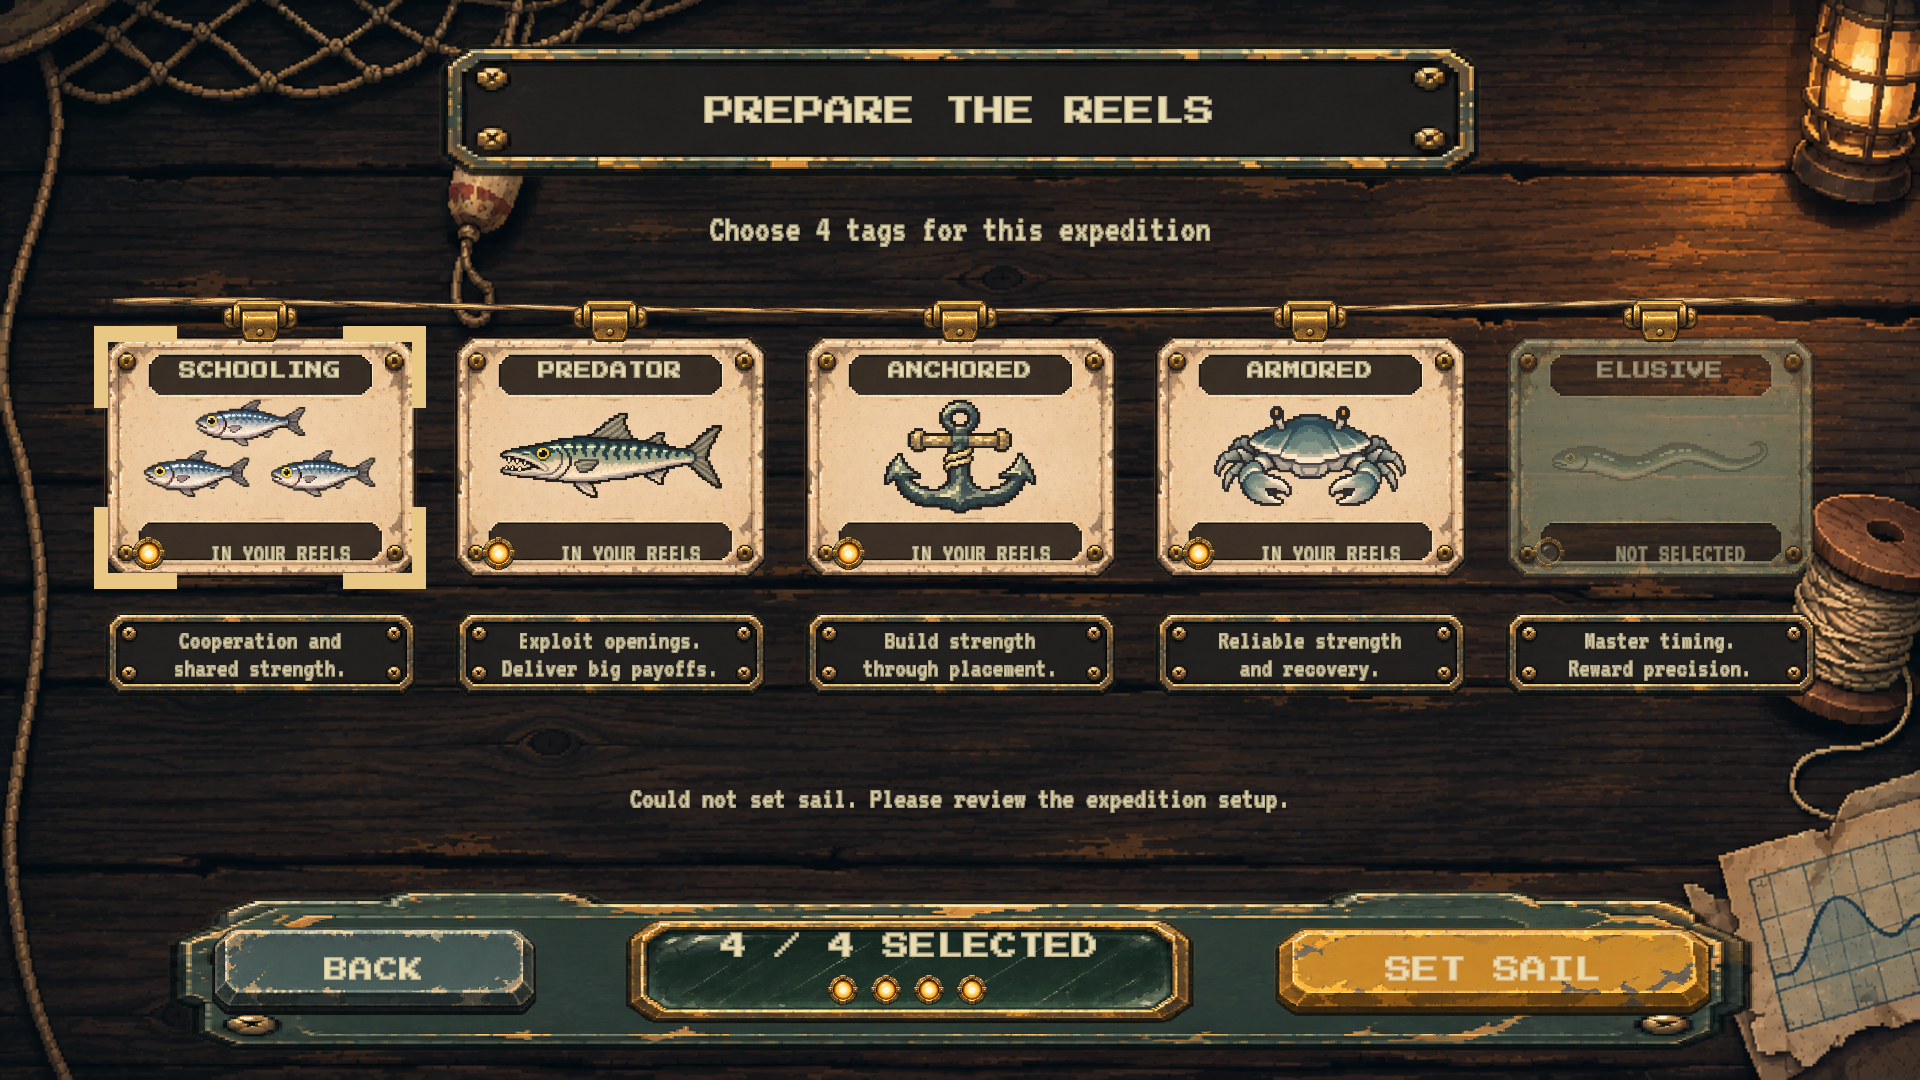 PREPARE THE REELS
Choose 4 tags for this expedition
SCHOOLING
PREDATOR
ANCHORED
ARMORED
ELUSIVE
IN YOUR REELS
IN YOUR REELS
IN YOUR REELS
IN YOUR REELS
NOT SELECTED
Cooperation and
shared strength.
Exploit openings.
Deliver big payoffs.
Build strength
through placement.
Reliable strength
and recovery.
Master timing.
Reward precision.
Could not set sail. Please review the expedition setup.
BACK
4 / 4 SELECTED
SET SAIL